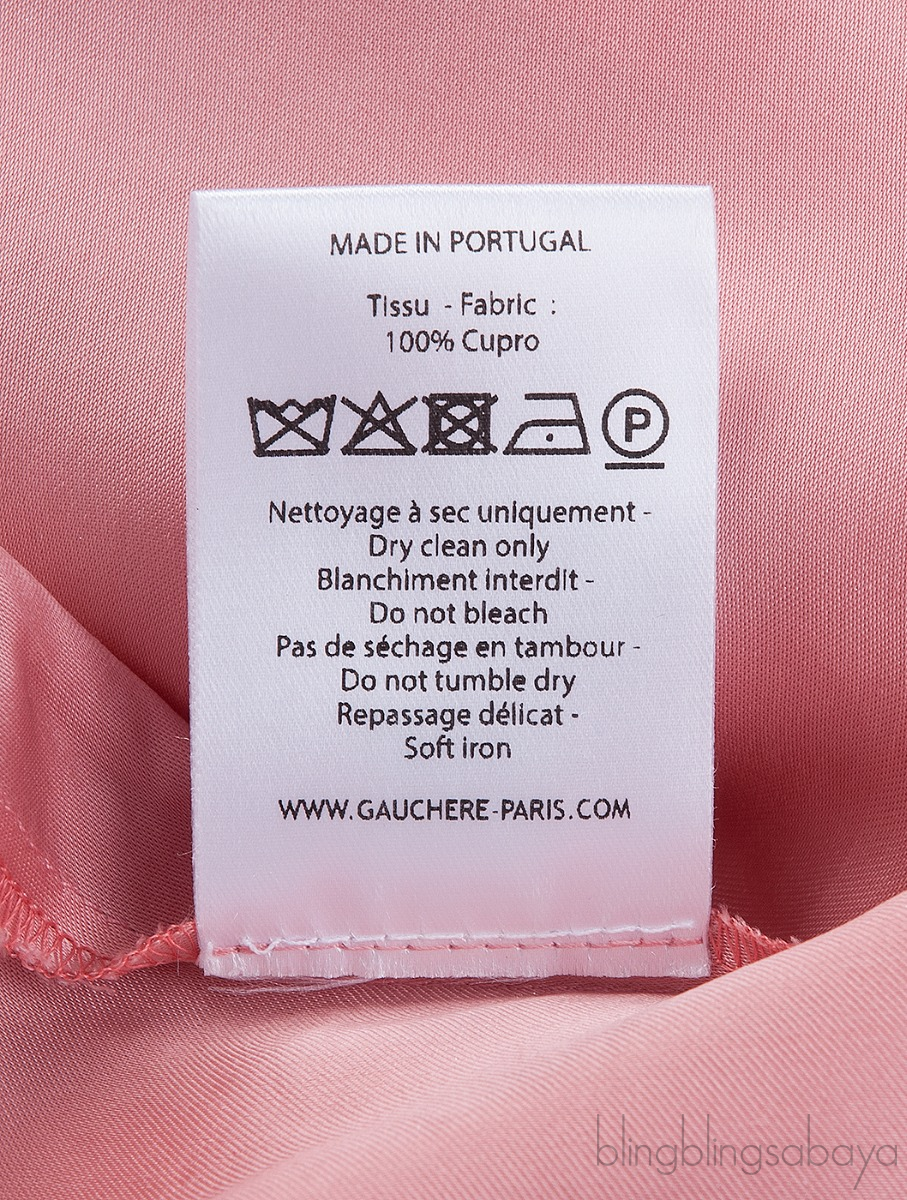 MADE IN PORTUGAL
Tissu - Fabric :
100% Cupro
P
Nettoyage à sec uniquement -
Dry clean only
Blanchiment interdit -
Do not bleach
Pas de séchage en tambour -
Do not tumble dry
Repassage délicat -
Soft iron
WWW.GAUCHERE-PARIS.COM
blingblingsabaya